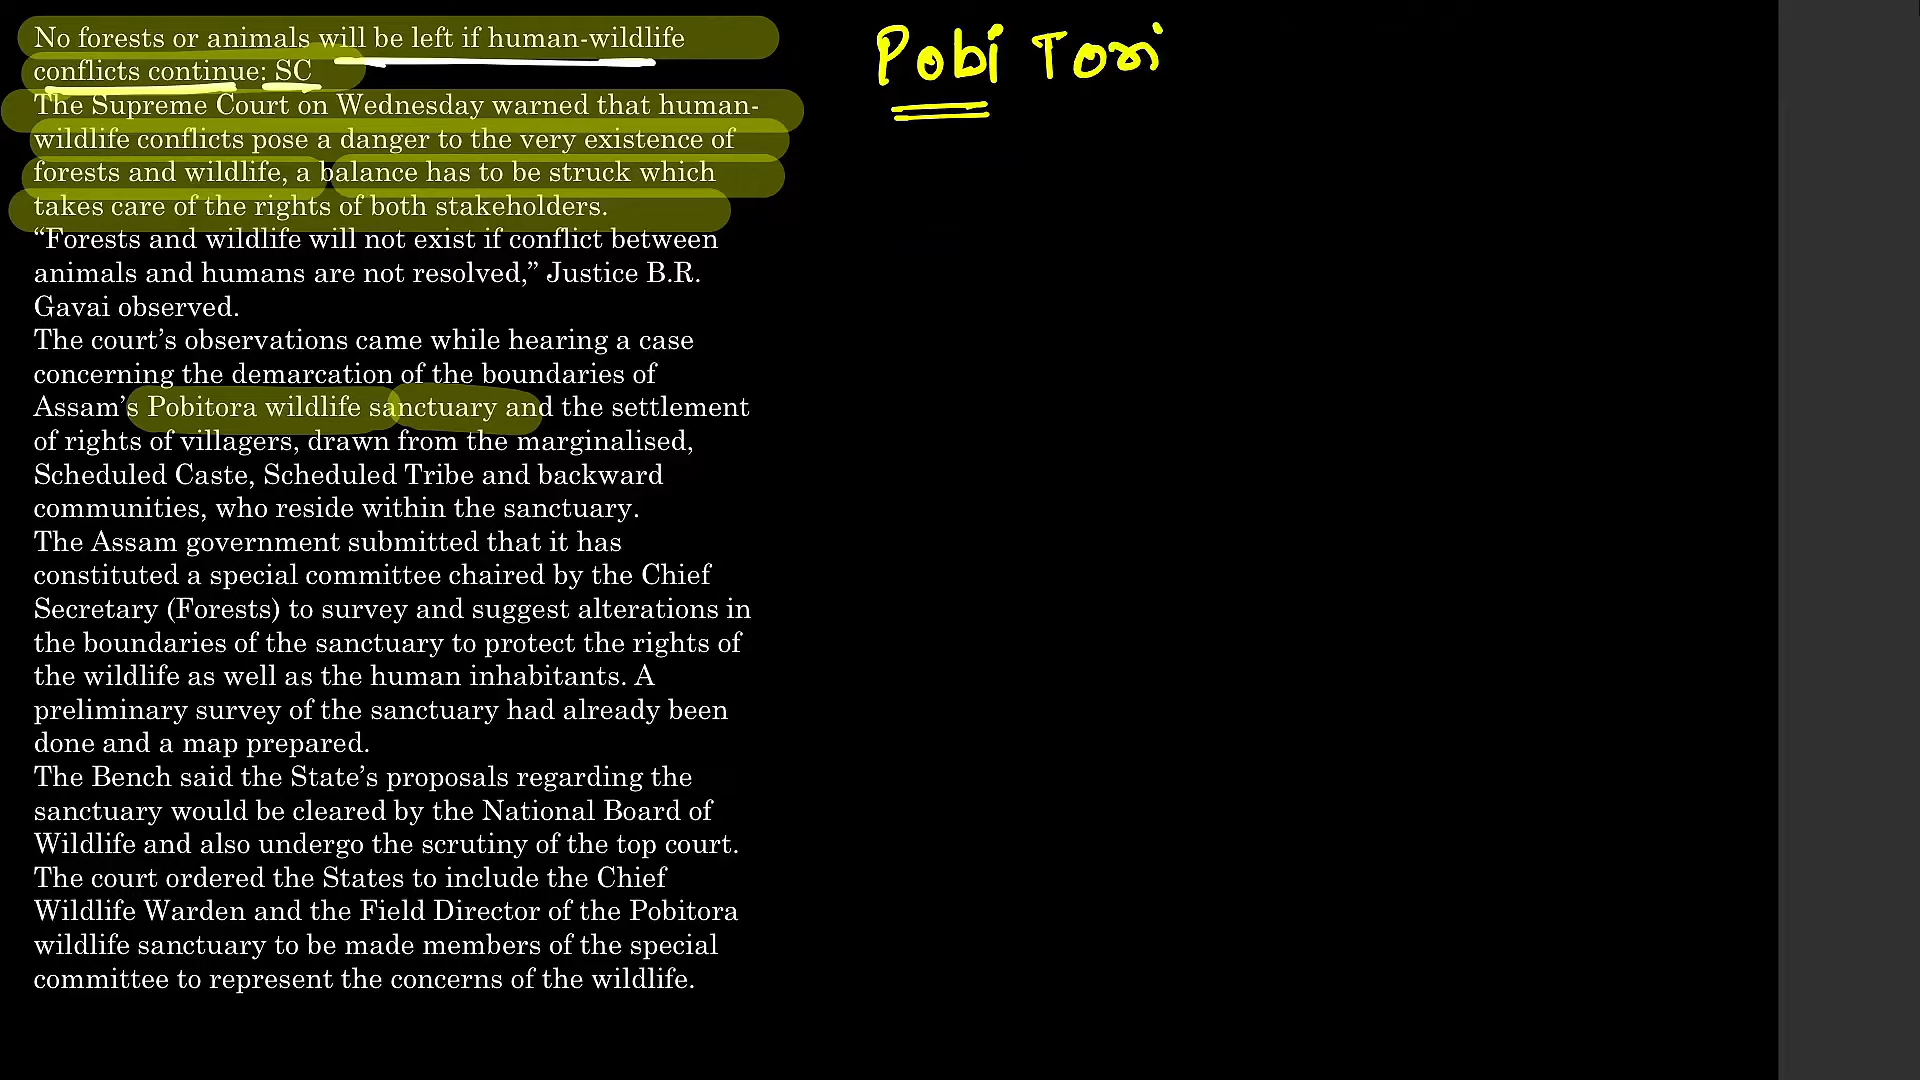 No forests or animals will be left if human-wildlife
conflicts continue: SC
The Supreme Court on Wednesday warned that human-
wildlife conflicts pose a danger to the very existence of
forests and wildlife, a balance has to be struck which
takes care of the rights of both stakeholders.
“Forests and wildlife will not exist if conflict between
animals and humans are not resolved,” Justice B.R.
Gavai observed.
The court’s observations came while hearing a case
concerning the demarcation of the boundaries of
Assam’s Pobitora wildlife sanctuary and the settlement
of rights of villagers, drawn from the marginalised,
Scheduled Caste, Scheduled Tribe and backward
communities, who reside within the sanctuary.
The Assam government submitted that it has
constituted a special committee chaired by the Chief
Secretary (Forests) to survey and suggest alterations in
the boundaries of the sanctuary to protect the rights of
the wildlife as well as the human inhabitants. A
preliminary survey of the sanctuary had already been
done and a map prepared.
The Bench said the State’s proposals regarding the
sanctuary would be cleared by the National Board of
Wildlife and also undergo the scrutiny of the top court.
The court ordered the States to include the Chief
Wildlife Warden and the Field Director of the Pobitora
wildlife sanctuary to be made members of the special
committee to represent the concerns of the wildlife.
Pobi